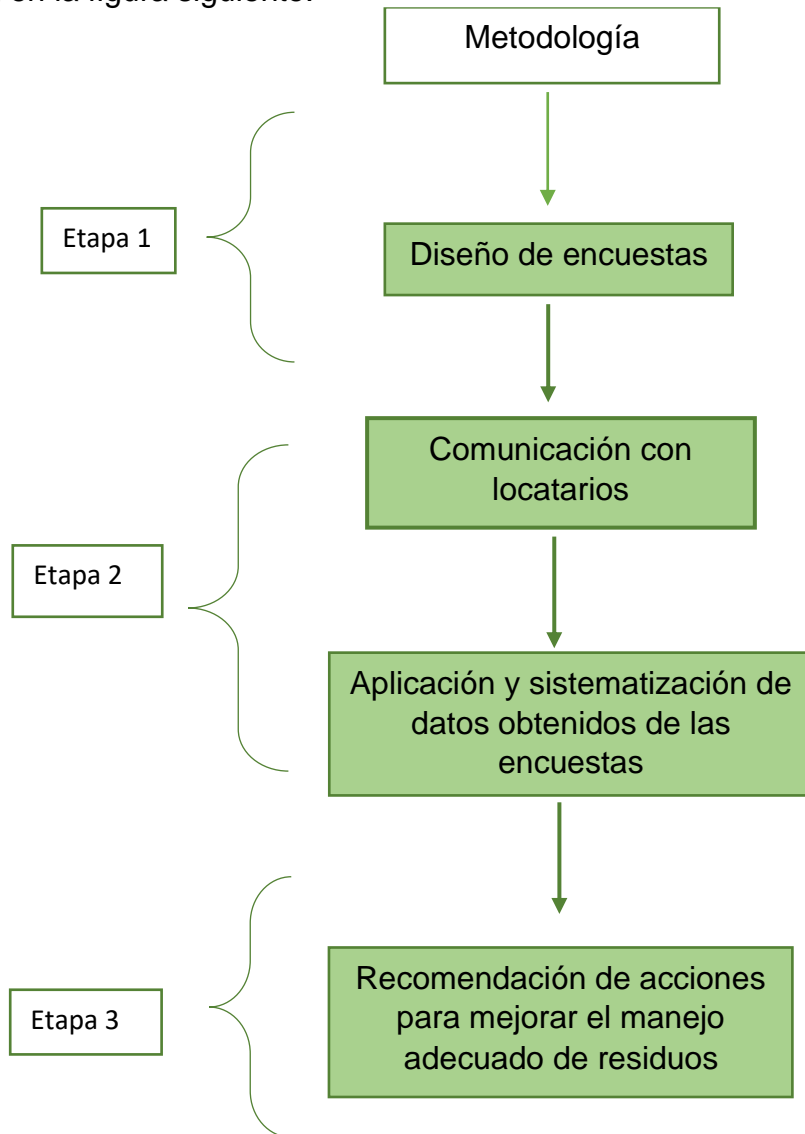 en la figura siguiente:
Metodología
Etapa 1
Diseño de encuestas
Comunicación con
locatarios
Etapa 2
Aplicación y sistematización de
datos obtenidos de las
encuestas
Recomendación de acciones
para mejorar el manejo
adecuado de residuos
Etapa 3